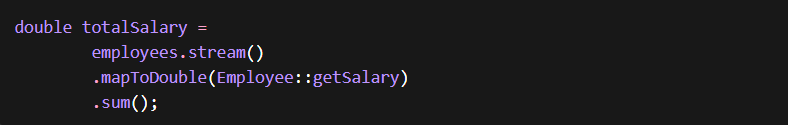 double totalSalary =
        employees.stream()
        .mapToDouble(Employee::getSalary)
        .sum();